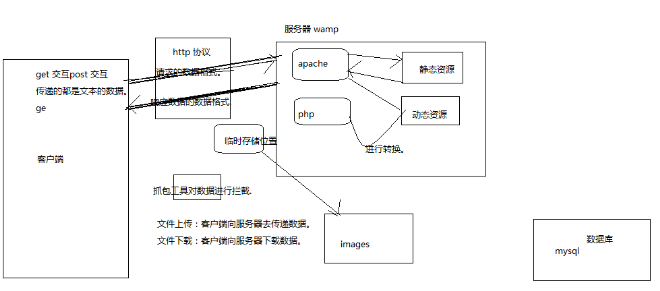 服务器 wamp
http 协议
请求的数据格式。
响应数据的数据格式
get 交互post 交互
传递的都是文本的数据。
ge
客户端
apache
静态资源
php
动态资源
进行转换。
临时存储位置
抓包工具对数据进行拦截.
文件上传：客户端向服务器去传递数据。
文件下载：客户端向服务器下载数据。
images
数据库
mysql